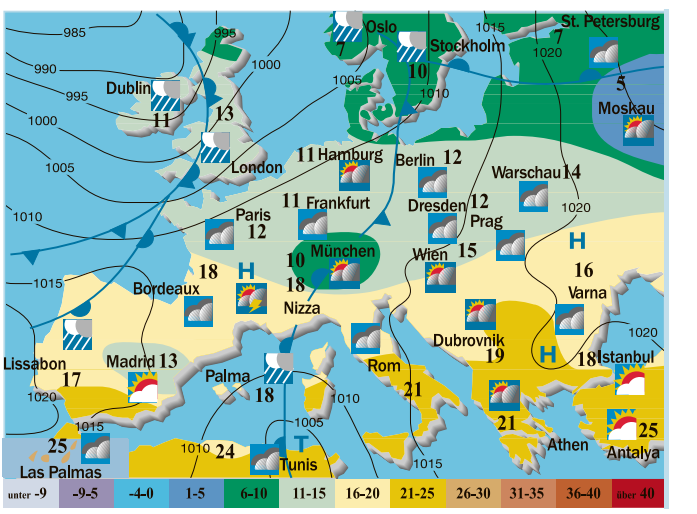 985
995
Oslo
1015
St. Petersburg
7
Stockholm
7
1020
990
1000
10
5
Dublin
995
1005
1010
Moskau
11
13
1000
London
11 Hamburg
Berlin 12
1005
Warschau 14
11
Dresden 12
Frankfurt
1020
1010
Paris
12
Prag
H
10
München
Wien 15
18
H
18
16
1015
Bordeaux
Nizza
Varna
1020
Dubrovnik
19
H
18 Istanbul
Lissabon
Madrid 13
Rom
17
Palma
18
21
1020
1010
1015
1005
21
25
25
1010
24
T
Athen
Las Palmas
Tunis
1015
Antalya
unter -9
-9-5
-4-0
1-5
6-10
11-15
16-20
21-25
26-30
31-35
36-40
über 40